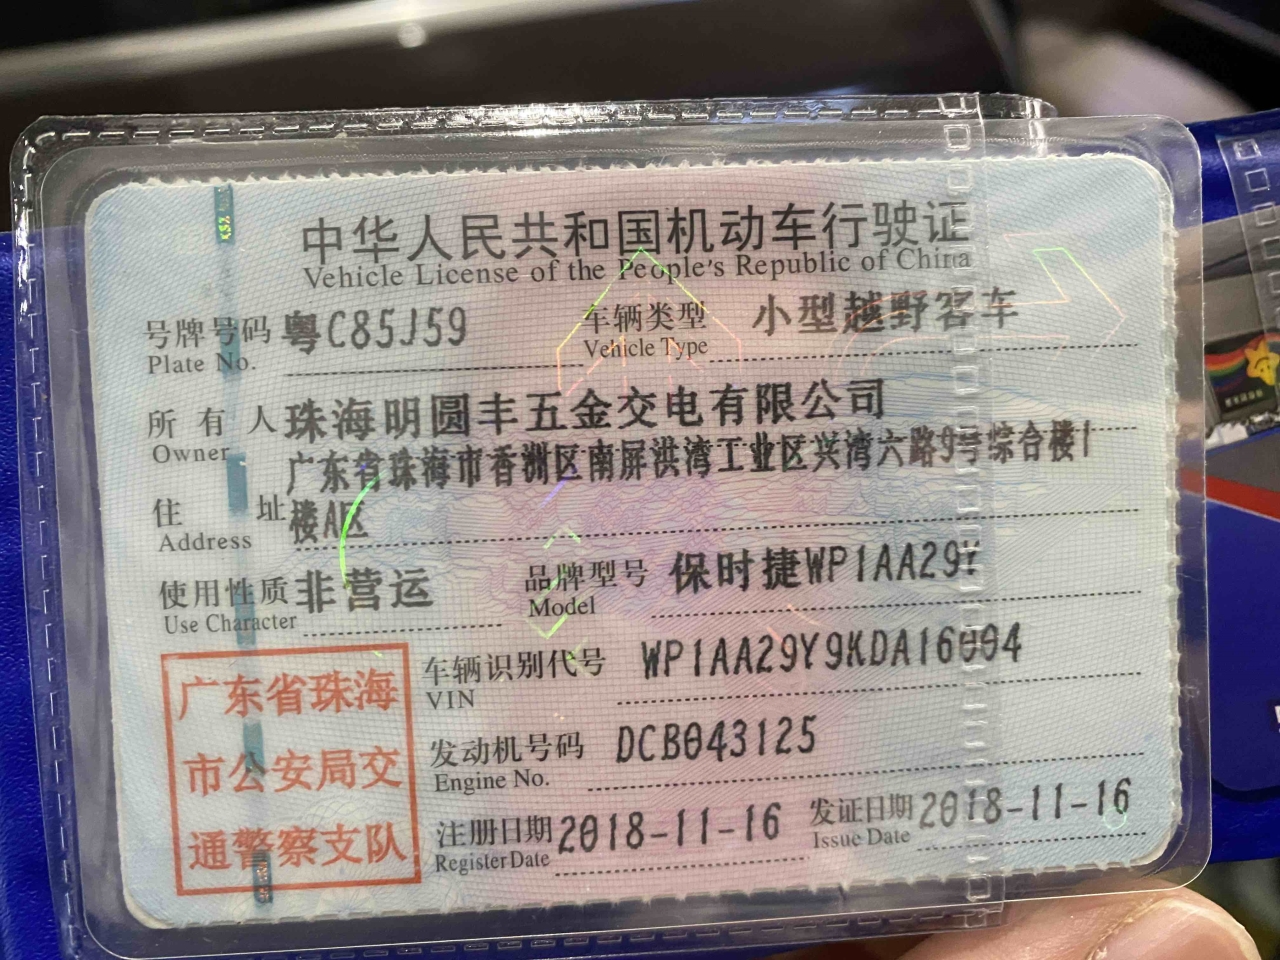 中华人民共和国机动车行驶证
Vehicle License of the People's Republic of China
号牌号码 粤C85J59 车辆类型 小型越野客车
Plate No. Vehicle Type
所有人 珠海明圆丰五金交电有限公司
Owner
广东省珠海市香洲区南屏洪湾工业区兴湾六路9号综合楼1
住址 楼A区
Address
使用性质 非营运 品牌型号 保时捷WP1AA29Y
Use Character Model
车辆识别代号 WP1AA29Y9KDA16004
VIN
发动机号码 DCB043125
Engine No.
注册日期 2018-11-16 发证日期 2018-11-16
Register Date Issue Date
广东省珠海
市公安局交
通警察支队